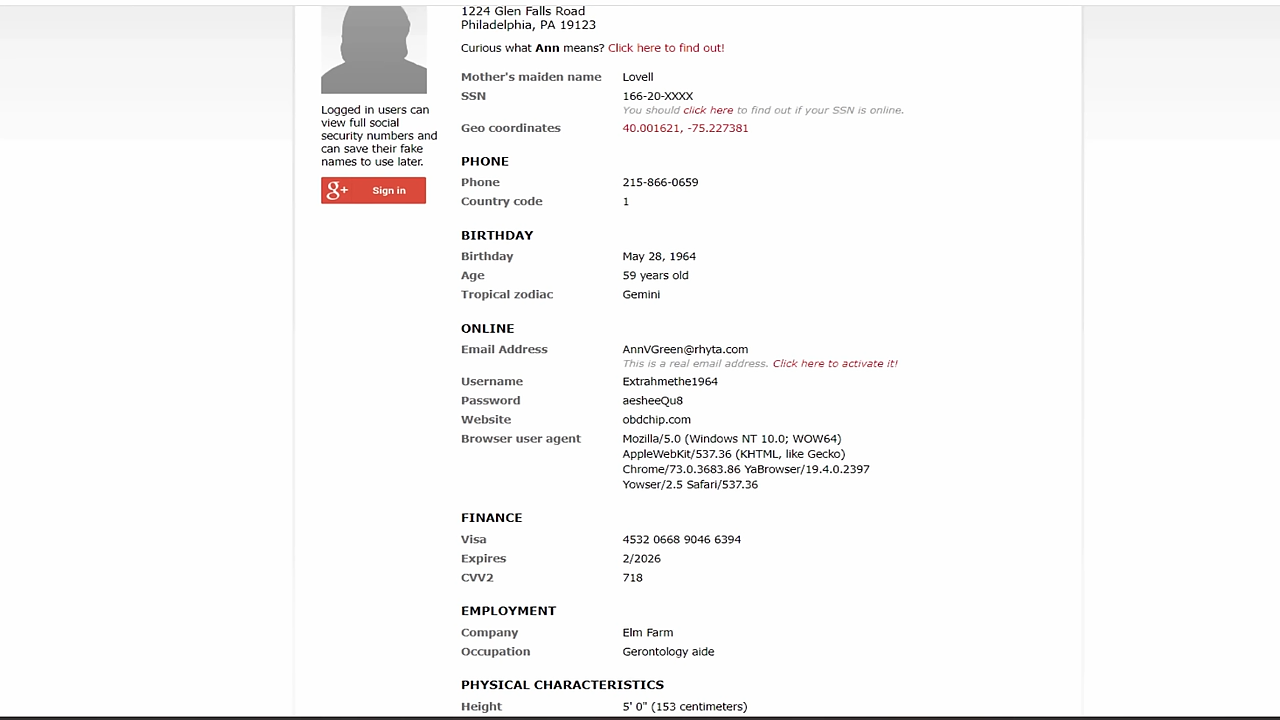 1224 Glen Falls Road
Philadelphia, PA 19123
Curious what Ann means? Click here to find out!
Logged in users can
view full social
security numbers and
can save their fake
names to use later.
g+ Sign in
Mother's maiden name Lovell
SSN 166-20-XXXX
You should click here to find out if your SSN is online.
Geo coordinates 40.001621, -75.227381
PHONE
Phone 215-866-0659
Country code 1
BIRTHDAY
Birthday May 28, 1964
Age 59 years old
Tropical zodiac Gemini
ONLINE
Email Address AnnVGreen@rhyta.com
This is a real email address. Click here to activate it!
Username Extrahmethe1964
Password aesheeQu8
Website obdchip.com
Browser user agent Mozilla/5.0 (Windows NT 10.0; WOW64)
AppleWebKit/537.36 (KHTML, like Gecko)
Chrome/73.0.3683.86 YaBrowser/19.4.0.2397
Yowser/2.5 Safari/537.36
FINANCE
Visa 4532 0668 9046 6394
Expires 2/2026
CVV2 718
EMPLOYMENT
Company Elm Farm
Occupation Gerontology aide
PHYSICAL CHARACTERISTICS
Height 5' 0" (153 centimeters)